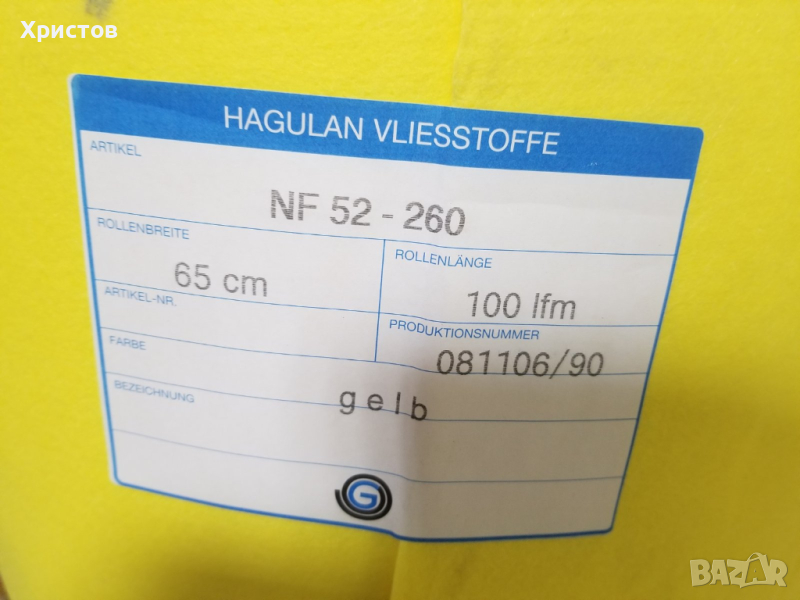 Христов
HAGULAN VLIESSTOFFE
ARTIKEL
NF 52 - 260
ROLLENBREITE
65 cm
ROLLENLÄNGE
100 lfm
ARTIKEL-NR.
PRODUKTIONSNUMMER
081106/90
FARBE
gelb
BEZEICHNUNG
G
BAZAR